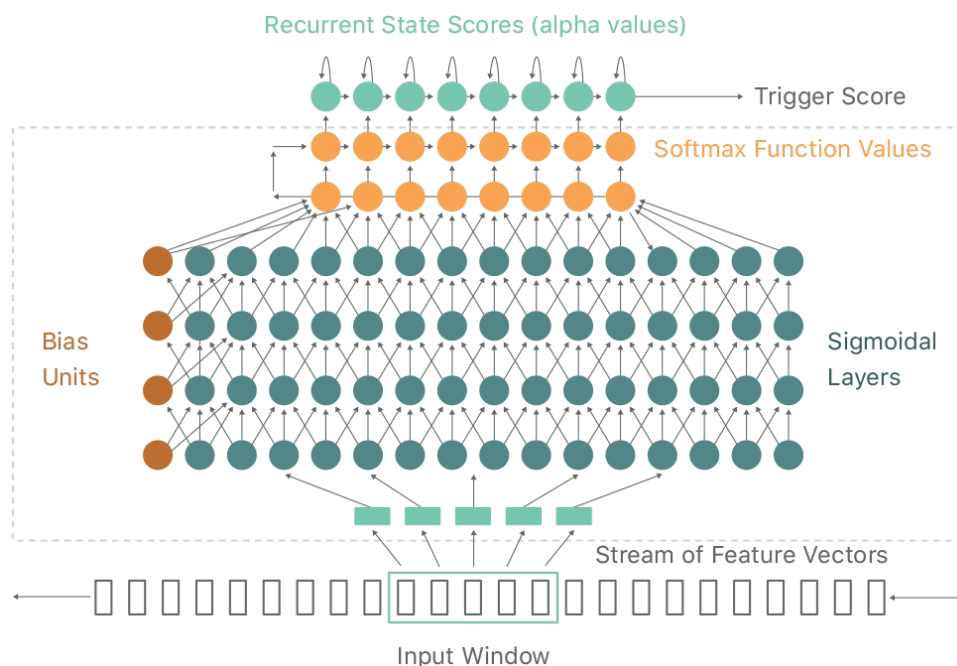 Recurrent State Scores (alpha values)
Trigger Score
Softmax Function Values
Bias
Units
Sigmoidal
Layers
Stream of Feature Vectors
Input Window